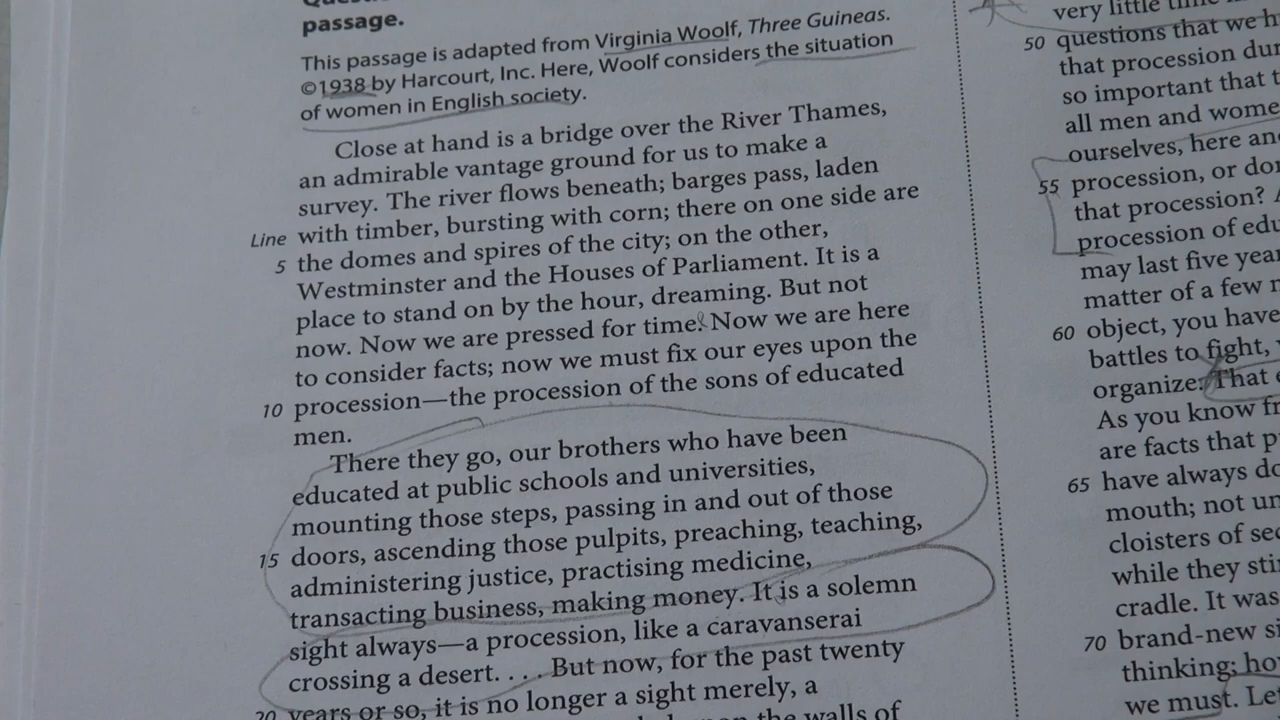 passage.
This passage is adapted from Virginia Woolf, Three Guineas.
©1938 by Harcourt, Inc. Here, Woolf considers the situation
of women in English society.
Close at hand is a bridge over the River Thames,
an admirable vantage ground for us to make a
survey. The river flows beneath; barges pass, laden
Line with timber, bursting with corn; there on one side are
5 the domes and spires of the city; on the other,
Westminster and the Houses of Parliament. It is a
place to stand on by the hour, dreaming. But not
now. Now we are pressed for time. Now we are here
to consider facts; now we must fix our eyes upon the
10 procession—the procession of the sons of educated
men.
There they go, our brothers who have been
educated at public schools and universities,
mounting those steps, passing in and out of those
15 doors, ascending those pulpits, preaching, teaching,
administering justice, practising medicine,
transacting business, making money. It is a solemn
sight always—a procession, like a caravanserai
crossing a desert. . . . But now, for the past twenty
20 years or so, it is no longer a sight merely, a
the walls of
very little time
50 questions that we
that procession
so important that
all men and
ourselves, here
55 procession, or
that procession?
procession of
may last five
matter of a few
60 object, you have
battles to fight,
organize. That
As you know
are facts that
65 have always
mouth; not
cloisters of
while they
cradle. It was
70 brand-new
thinking;
we must.